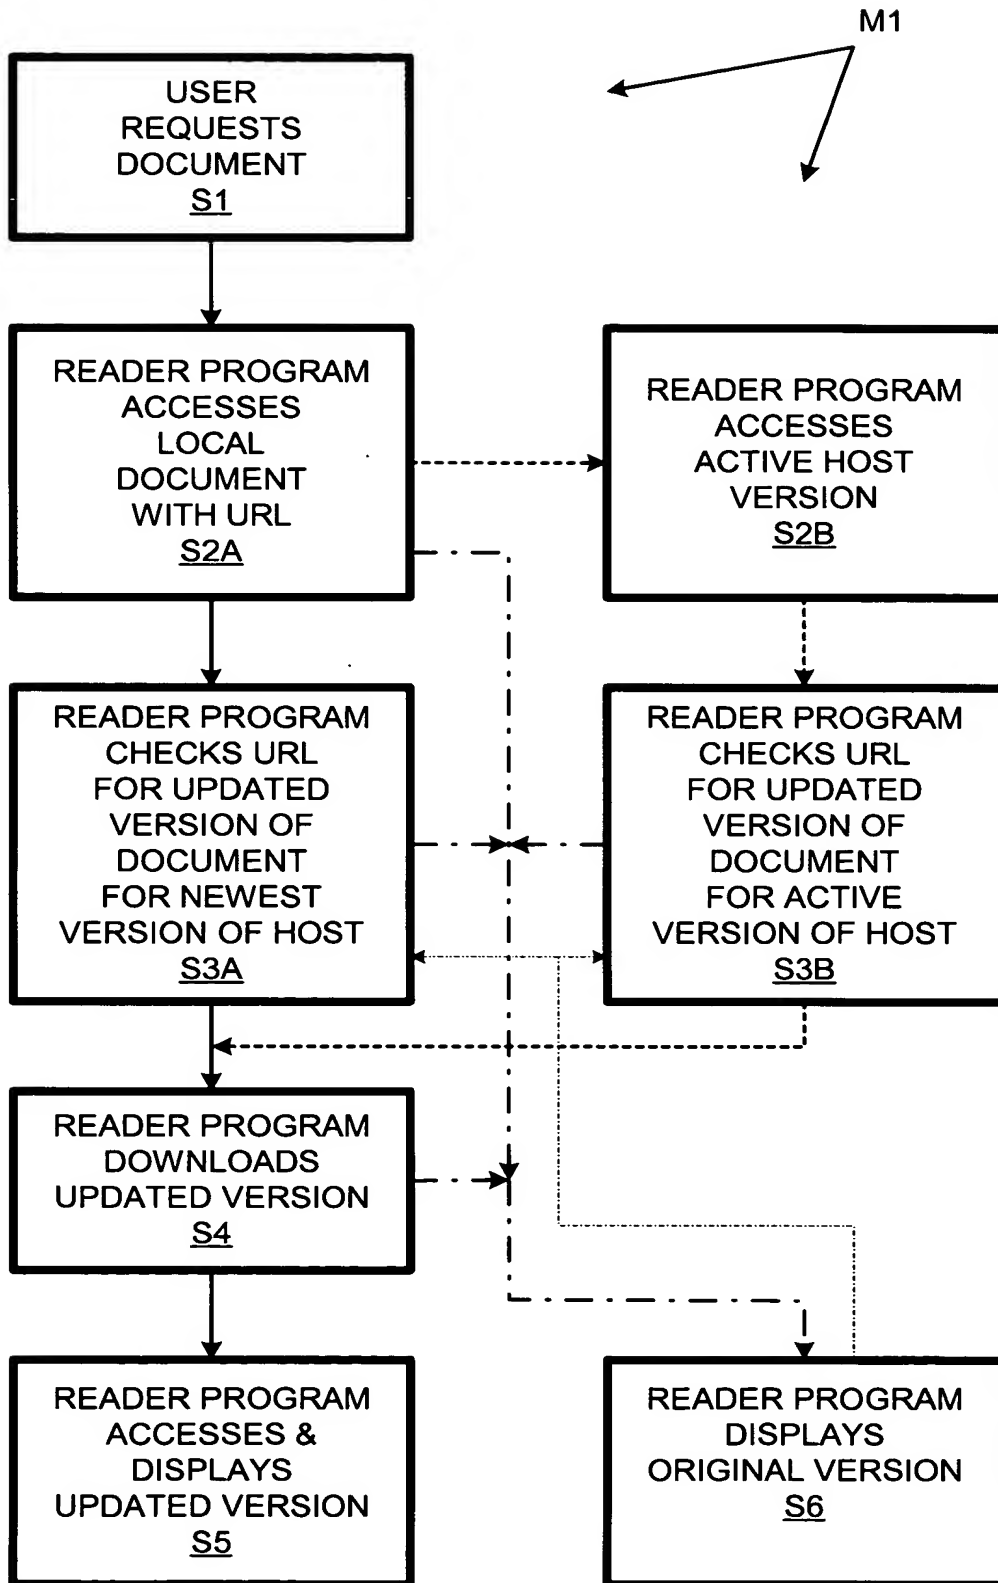 M1
USER
REQUESTS
DOCUMENT
S1
READER PROGRAM
ACCESSES
LOCAL
DOCUMENT
WITH URL
S2A
READER PROGRAM
ACCESSES
ACTIVE HOST
VERSION
S2B
READER PROGRAM
CHECKS URL
FOR UPDATED
VERSION OF
DOCUMENT
FOR NEWEST
VERSION OF HOST
S3A
READER PROGRAM
CHECKS URL
FOR UPDATED
VERSION OF
DOCUMENT
FOR ACTIVE
VERSION OF HOST
S3B
READER PROGRAM
DOWNLOADS
UPDATED VERSION
S4
READER PROGRAM
ACCESSES &
DISPLAYS
UPDATED VERSION
S5
READER PROGRAM
DISPLAYS
ORIGINAL VERSION
S6